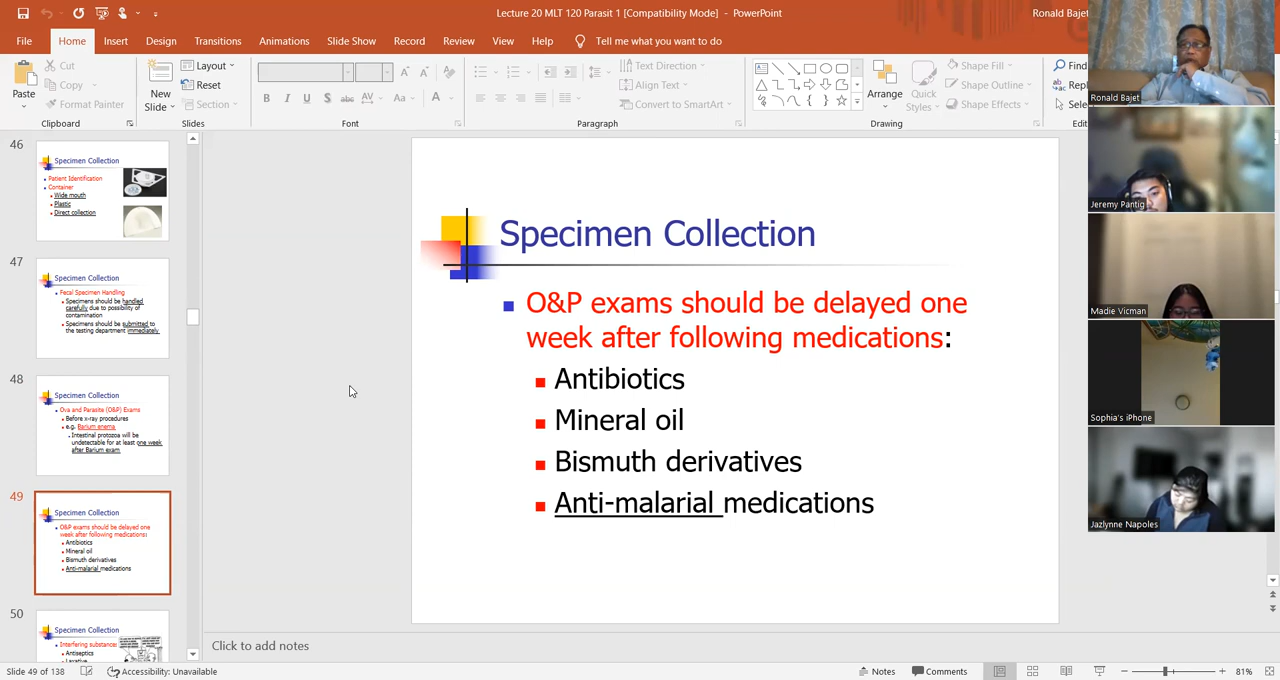 Lecture 20 MLT 120 Parasit 1 [Compatibility Mode] - PowerPoint
Ronald Bajet
File Home Insert Design Transitions Animations Slide Show Record Review View Help Tell me what you want to do
Paste
Cut
Copy
Format Painter
Clipboard
New Slide
Layout
Reset
Section
Slides
B I U S abc AV Aa A
Font
Text Direction
Align Text
Convert to SmartArt
Paragraph
Arrange
Quick Styles
Shape Fill
Shape Outline
Shape Effects
Drawing
Find
Repl
Sele
Edit
46
Specimen Collection
Patient Identification
Container
Wide mouth
Plastic
Direct collection
47
Specimen Collection
Fecal Specimen Handling
Specimens should be handled
carefully due to possibility of
contamination
Specimens should be submitted to
the testing department immediately
48
Specimen Collection
Ova and Parasite (O&P) Exams
Before x-ray procedures
e.g. Barium enema
Intestinal protozoa will be
undetectable for at least one week
after Barium exam
49
Specimen Collection
O&P exams should be delayed one
week after following medications:
Antibiotics
Mineral oil
Bismuth derivatives
Anti-malarial medications
50
Specimen Collection
Interfering substances
Antiseptics
Laxative
Specimen Collection
O&P exams should be delayed one
week after following medications:
Antibiotics
Mineral oil
Bismuth derivatives
Anti-malarial medications
Click to add notes
Slide 49 of 138
Accessibility: Unavailable
Notes
Comments
81%
Ronald Bajet
Jeremy Pantig
Madie Vicman
Sophia's iPhone
Jazlynne Napoles